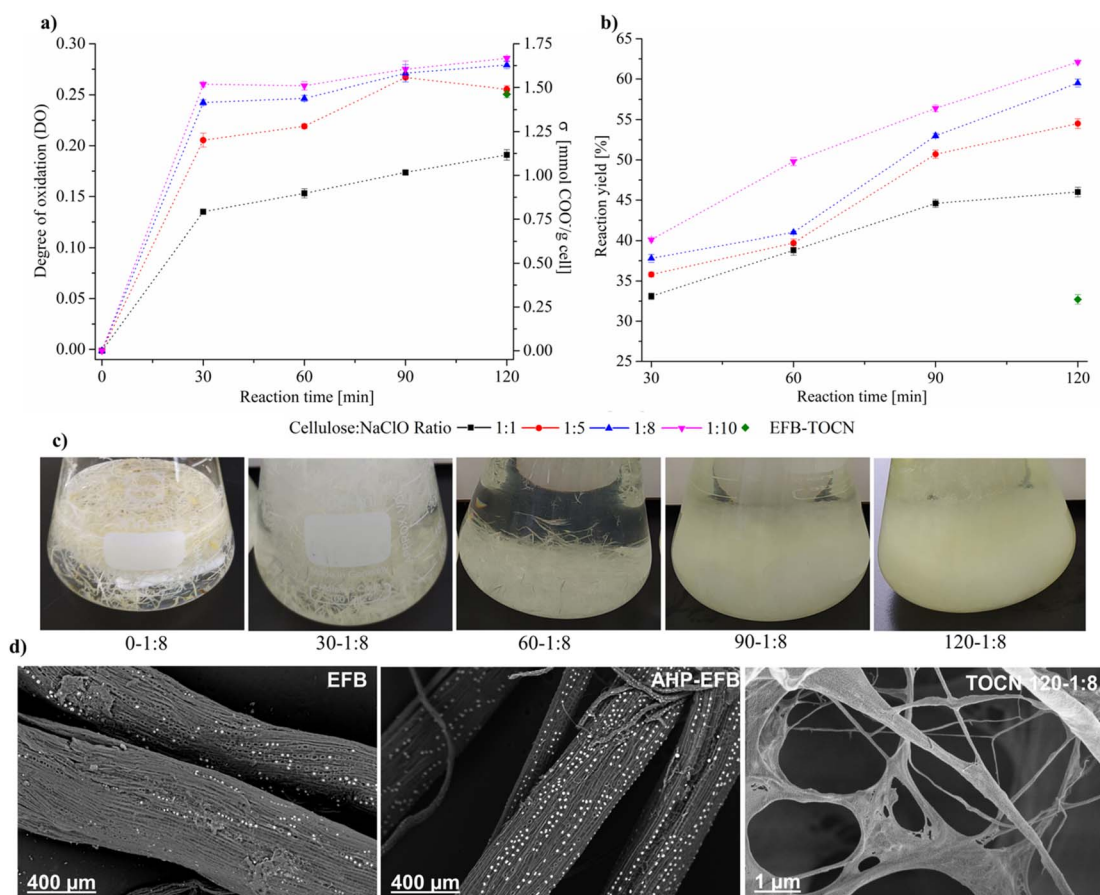 a)
0.30
0.25
0.20
0.15
0.10
0.05
0.00
Degree of oxidation (DO)
1.75
1.50
1.25
1.00
0.75
0.50
0.25
0.00
σ [mmol COO⁻/g cell]
0 30 60 90 120
Reaction time [min]
b)
65
60
55
50
45
40
35
30
25
Reaction yield [%]
30 60 90 120
Reaction time [min]
Cellulose:NaClO Ratio 1:1 1:5 1:8 1:10 EFB-TOCN
c)
0-1:8 30-1:8 60-1:8 90-1:8 120-1:8
d)
EFB
400 µm
AHP-EFB
400 µm
TOCN 120-1:8
1 µm